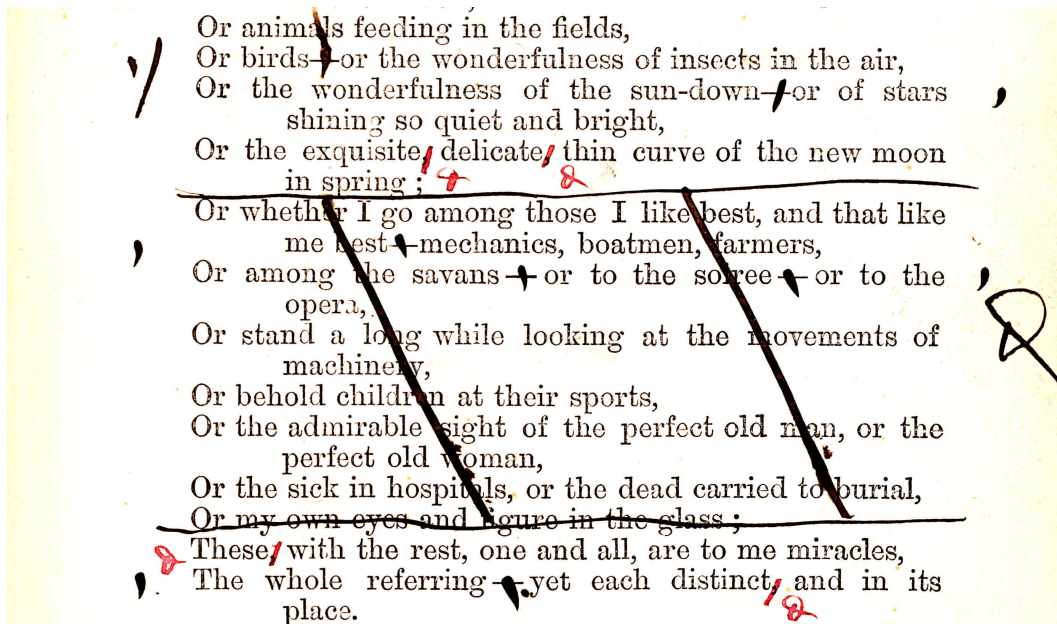 Or animals feeding in the fields,
Or birds—or the wonderfulness of insects in the air,
Or the wonderfulness of the sun-down—or of stars
shining so quiet and bright,
Or the exquisite, delicate, thin curve of the new moon
in spring;
Or whether I go among those I like best, and that like
me best—mechanics, boatmen, farmers,
Or among the savans—or to the soiree—or to the
opera,
Or stand a long while looking at the movements of
machinery,
Or behold children at their sports,
Or the admirable sight of the perfect old man, or the
perfect old woman,
Or the sick in hospitals, or the dead carried to burial,
Or my own eyes and figure in the glass;
These, with the rest, one and all, are to me miracles,
The whole referring—yet each distinct, and in its
place.